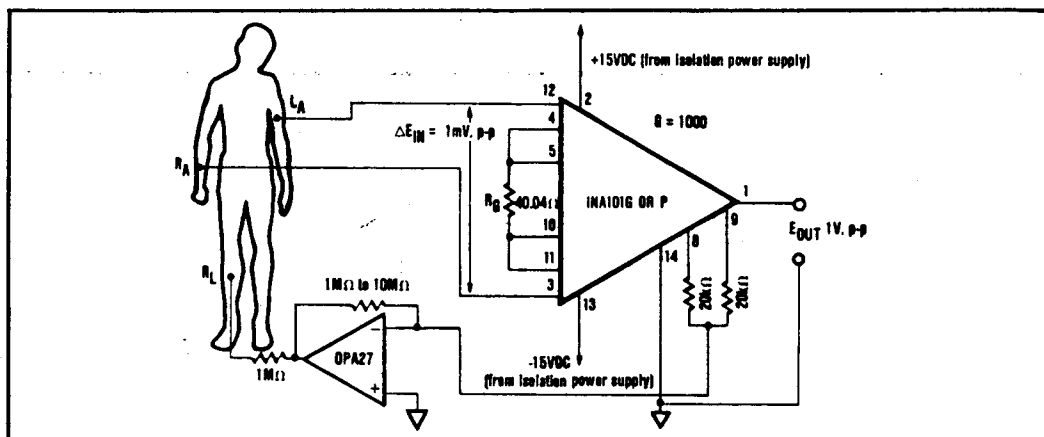 +15VDC (from isolation power supply)
L_A
12
2
4
ΔE_IN = 1mV, p-p
G = 1000
5
R_A
R_G
40.04Ω
INA101G OR P
1
10
9
E_OUT 1V, p-p
8
11
14
R_L
3
1MΩ to 10MΩ
13
20kΩ
20kΩ
−
OPA27
-15VDC
(from isolation power supply)
1MΩ
+